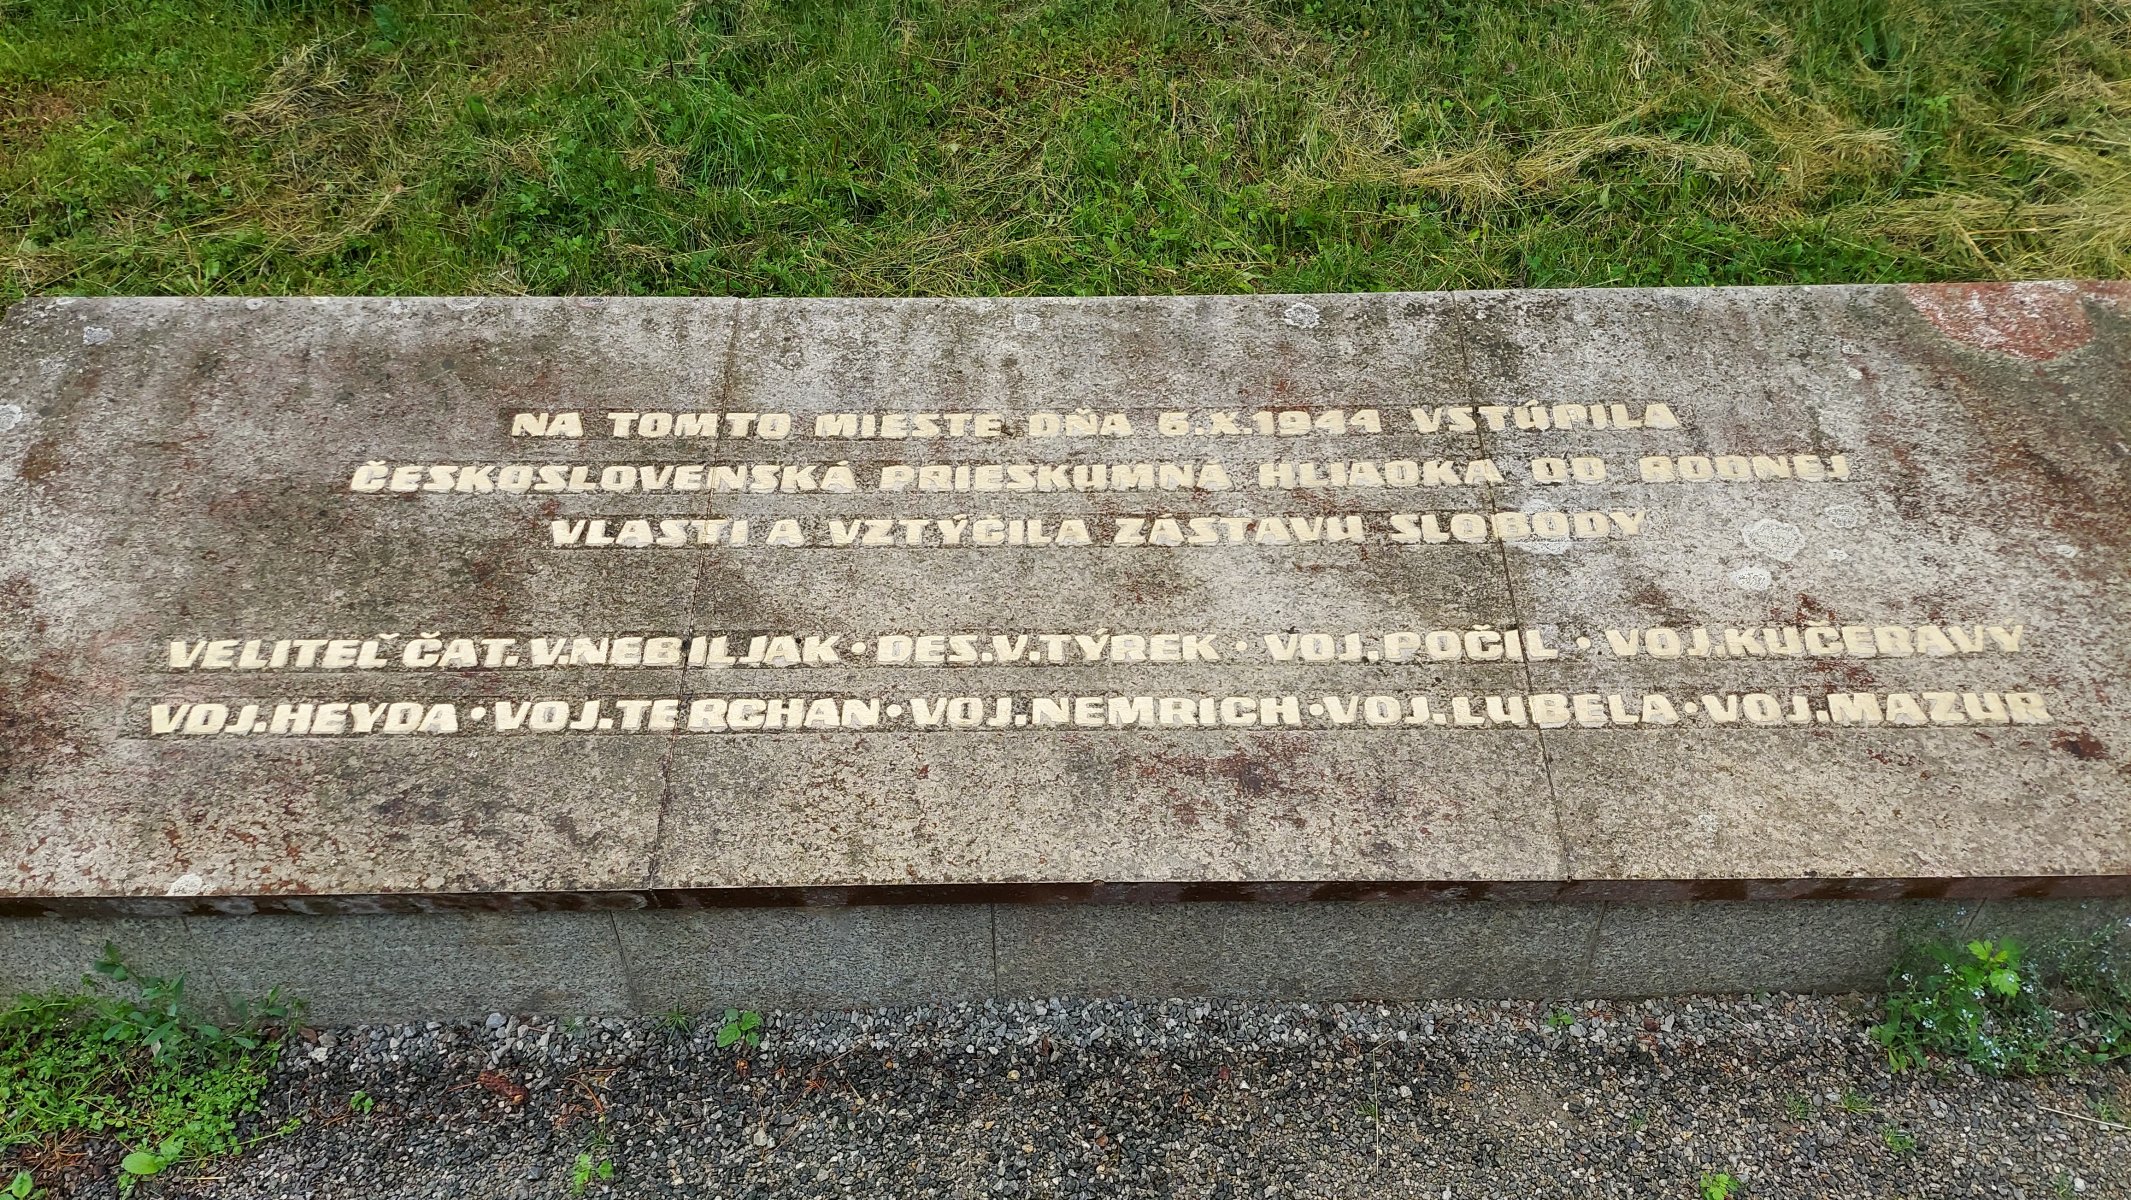 NA TOMTO MIESTE DŇA 6.X.1944 VSTÚPILA
ČESKOSLOVENSKÁ PRIESKUMNÁ HLIADKA DO RODNEJ
VLASTI A VZTÝČILA ZÁSTAVU SLOBODY
VELITEĽ ČAT. V.NEBILJAK • DES.V.TÝREK • VOJ.POČIL • VOJ.KUČERAVÝ
VOJ.HEYDA • VOJ.TERCHAN • VOJ.NEMRICH • VOJ.LUBELA • VOJ.MAZUR